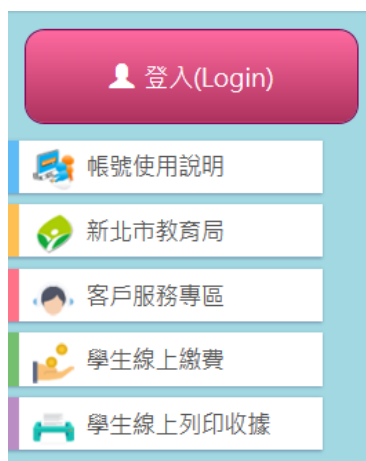 登入(Login)
帳號使用說明
新北市教育局
客戶服務專區
學生線上繳費
學生線上列印收據